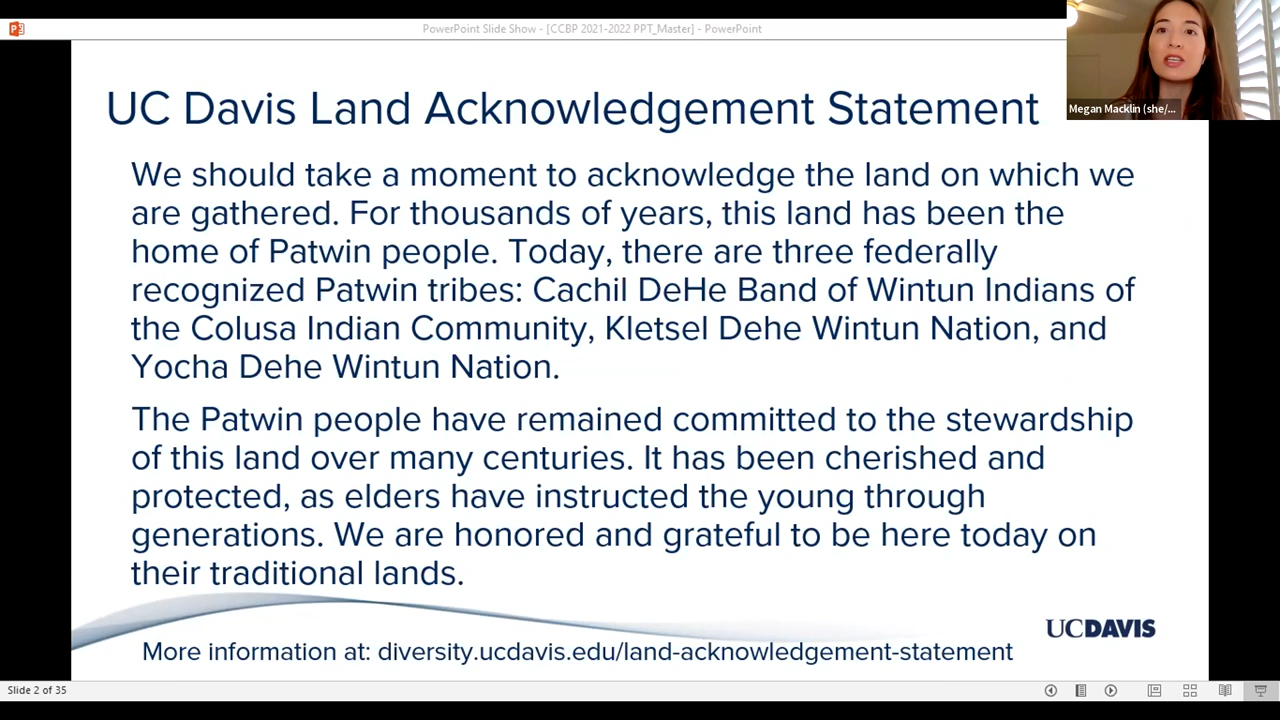 PowerPoint Slide Show - [CCBP 2021-2022 PPT_Master] - PowerPoint
Megan Macklin (she/...
UC Davis Land Acknowledgement Statement
We should take a moment to acknowledge the land on which we
are gathered. For thousands of years, this land has been the
home of Patwin people. Today, there are three federally
recognized Patwin tribes: Cachil DeHe Band of Wintun Indians of
the Colusa Indian Community, Kletsel Dehe Wintun Nation, and
Yocha Dehe Wintun Nation.
The Patwin people have remained committed to the stewardship
of this land over many centuries. It has been cherished and
protected, as elders have instructed the young through
generations. We are honored and grateful to be here today on
their traditional lands.
UCDAVIS
More information at: diversity.ucdavis.edu/land-acknowledgement-statement
Slide 2 of 35